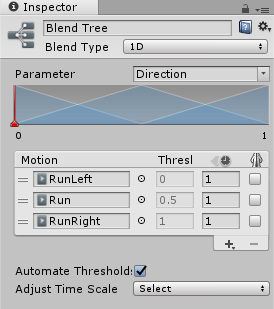 Inspector
Blend Tree
Blend Type 1D
Parameter Direction
0 1
Motion Thresl
RunLeft 0 1
Run 0.5 1
RunRight 1 1
Automate Threshold:
Adjust Time Scale Select